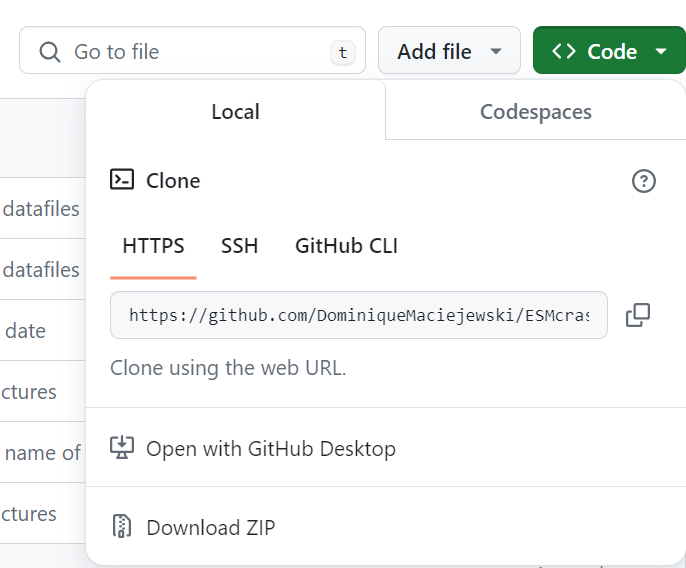 Go to file t Add file Code
Local Codespaces
datafiles
Clone
datafiles
HTTPS SSH GitHub CLI
date
https://github.com/DominiqueMaciejewski/ESMcras
Clone using the web URL.
ctures
name of
Open with GitHub Desktop
ctures
Download ZIP